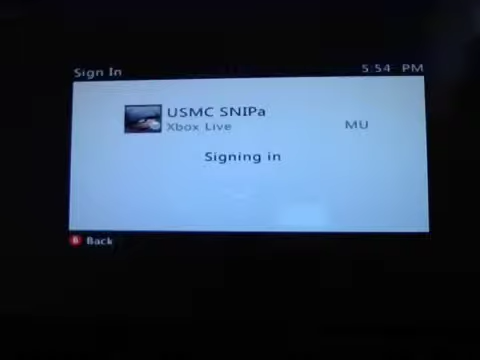 Sign In 5:54 PM
USMC SNIPa
Xbox Live MU
Signing in
B Back